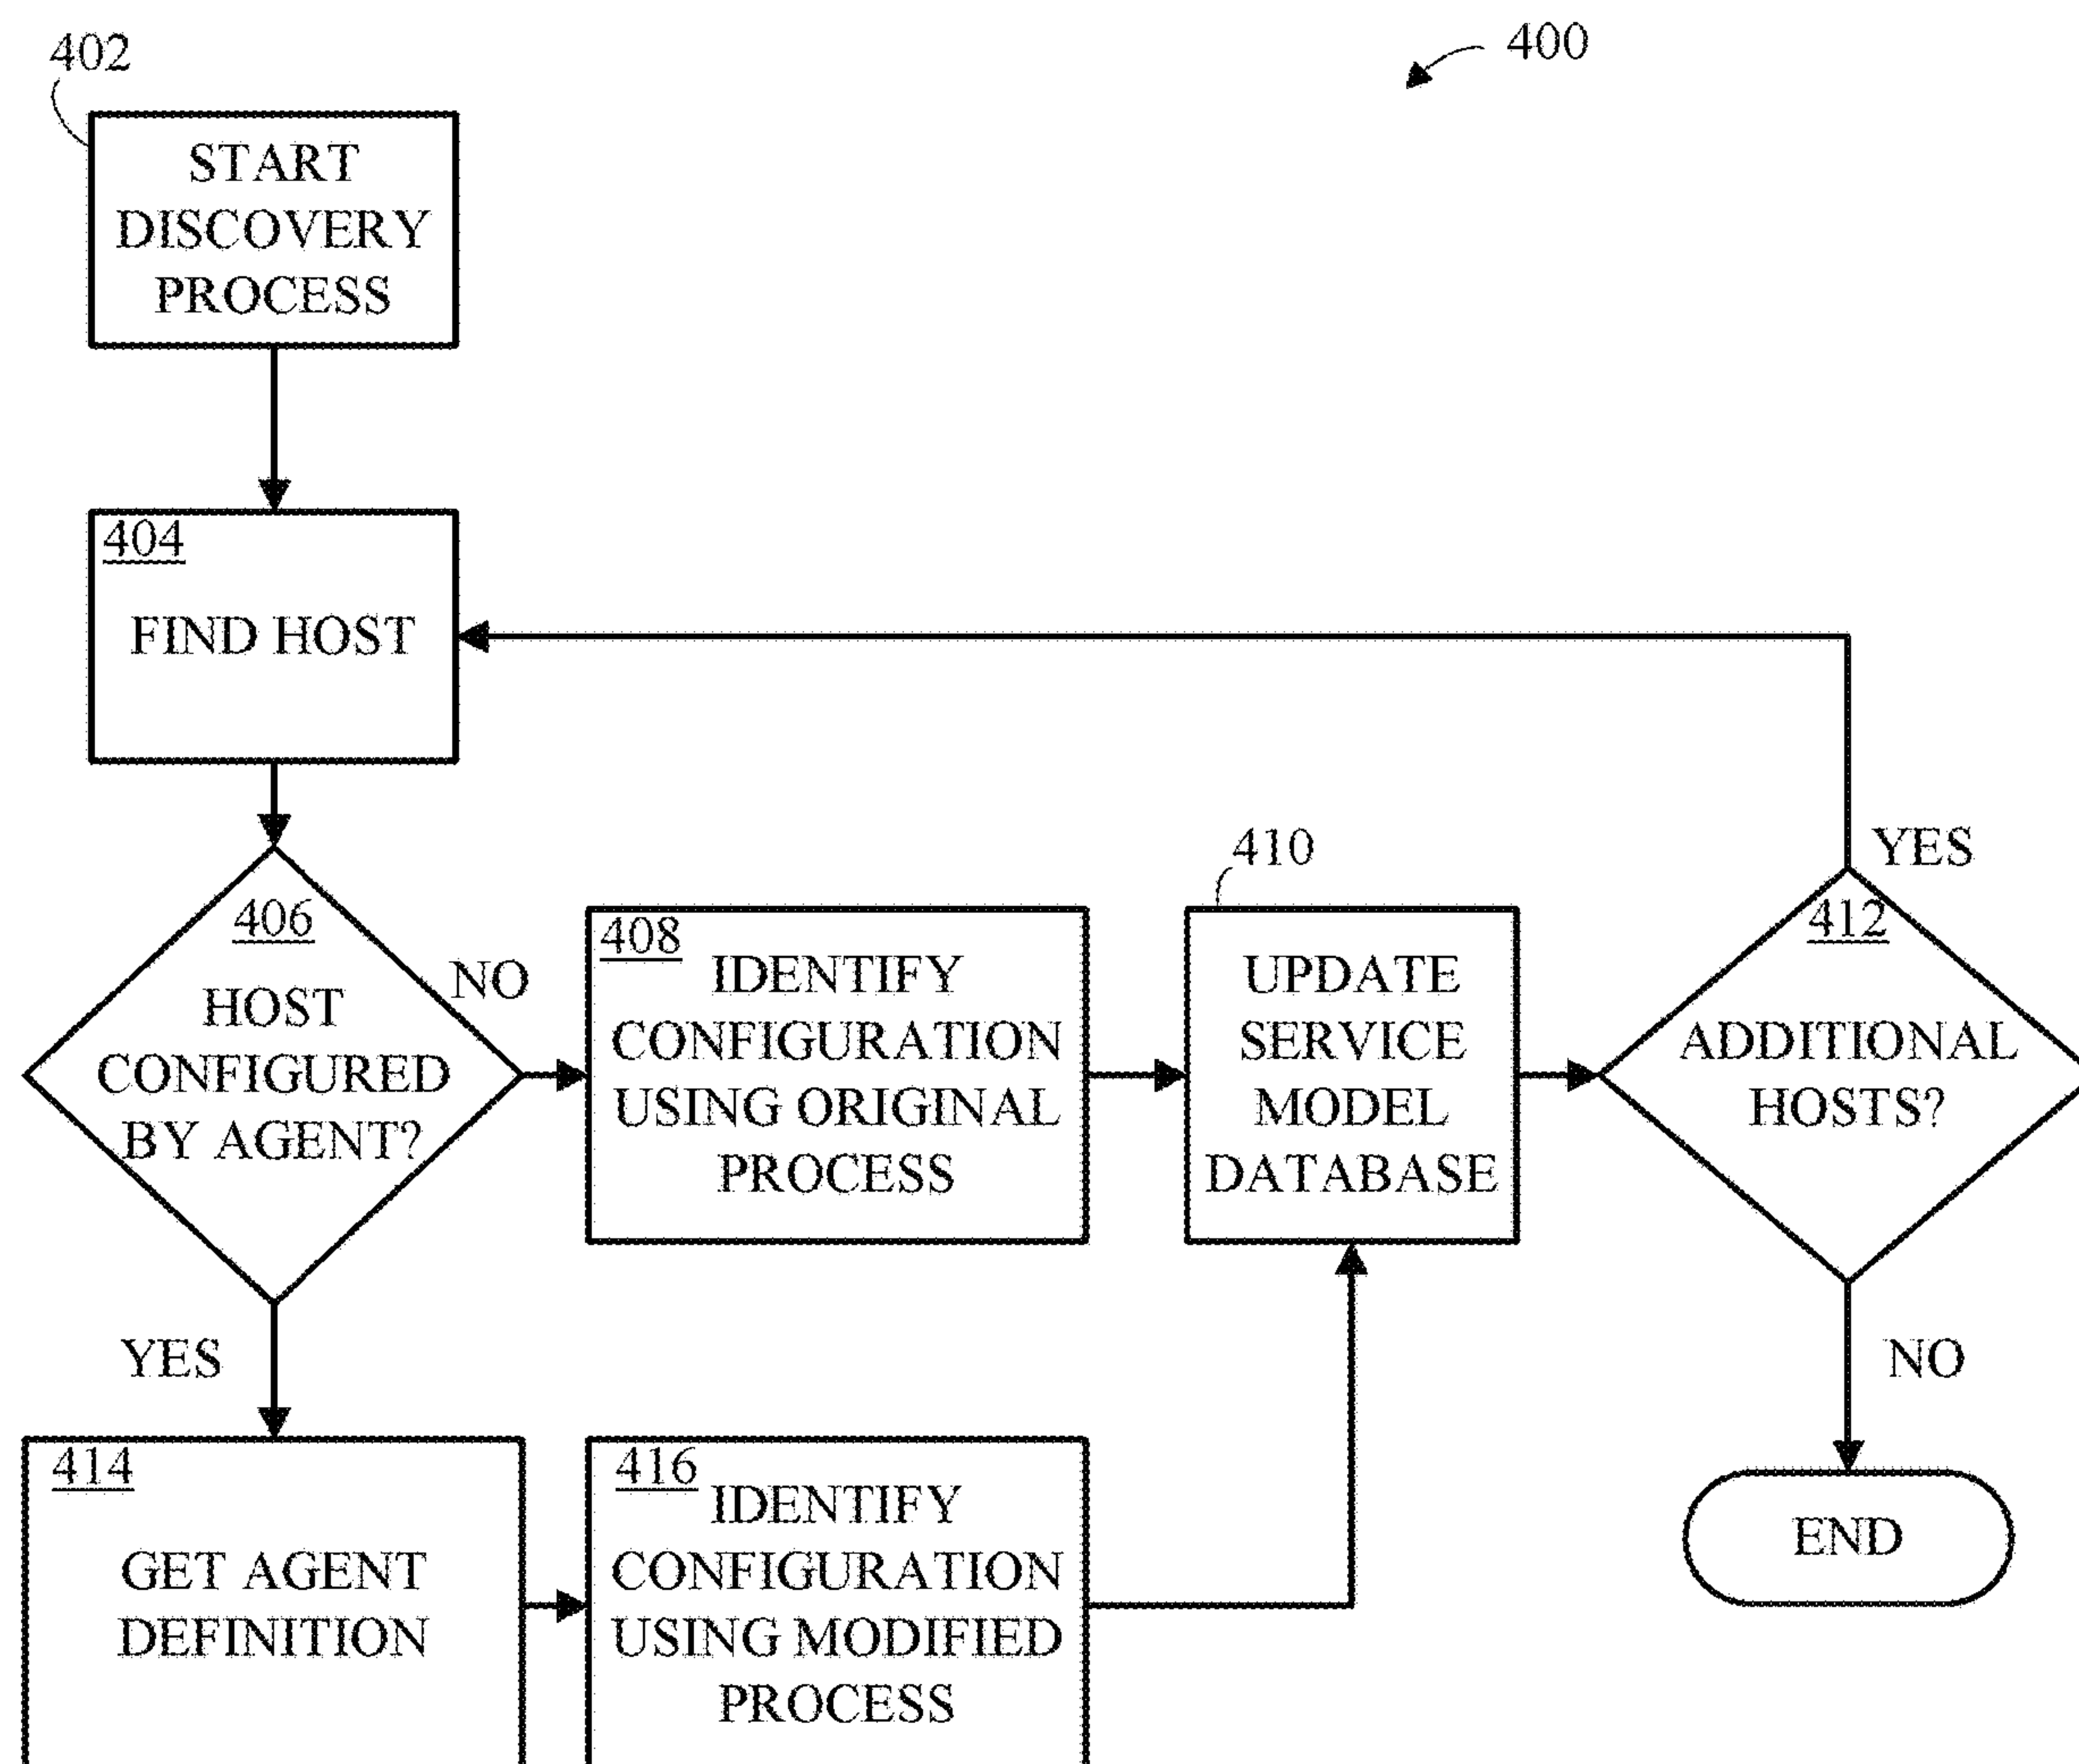 400
402
START
DISCOVERY
PROCESS
404
FIND HOST
406
HOST
CONFIGURED
BY AGENT?
NO
408
IDENTIFY
CONFIGURATION
USING ORIGINAL
PROCESS
410
UPDATE
SERVICE
MODEL
DATABASE
412
ADDITIONAL
HOSTS?
YES
NO
END
YES
414
GET AGENT
DEFINITION
416
IDENTIFY
CONFIGURATION
USING MODIFIED
PROCESS